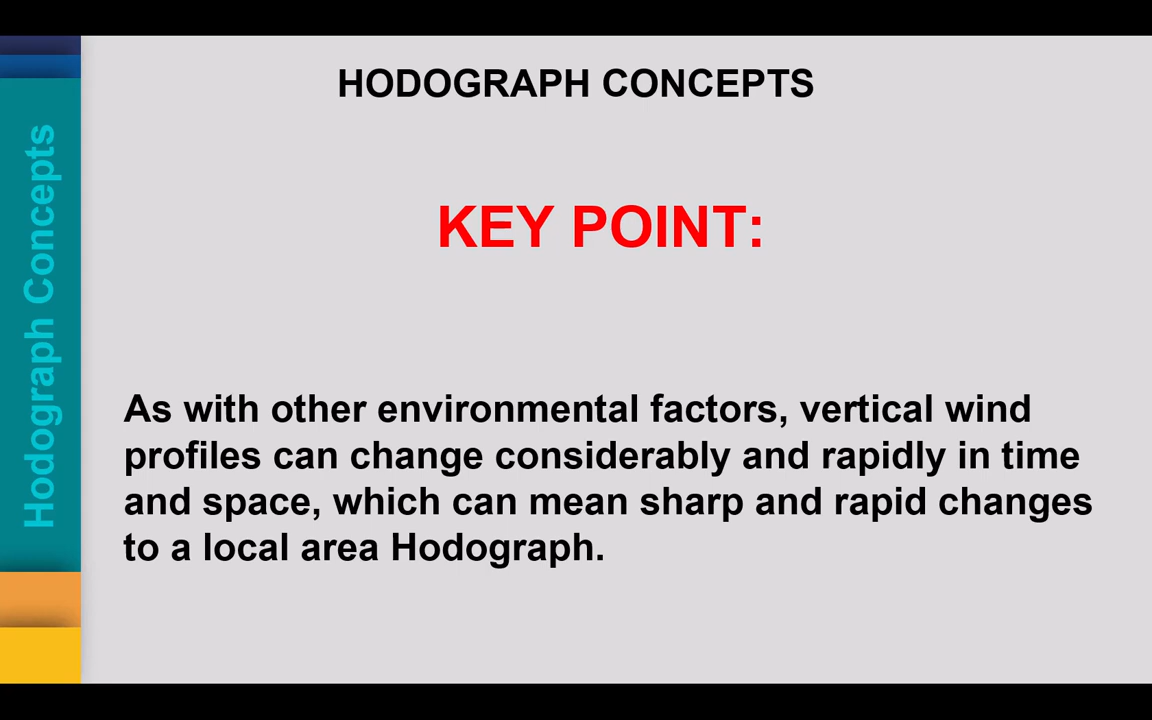 HODOGRAPH CONCEPTS
Hodograph Concepts
KEY POINT:
As with other environmental factors, vertical wind
profiles can change considerably and rapidly in time
and space, which can mean sharp and rapid changes
to a local area Hodograph.